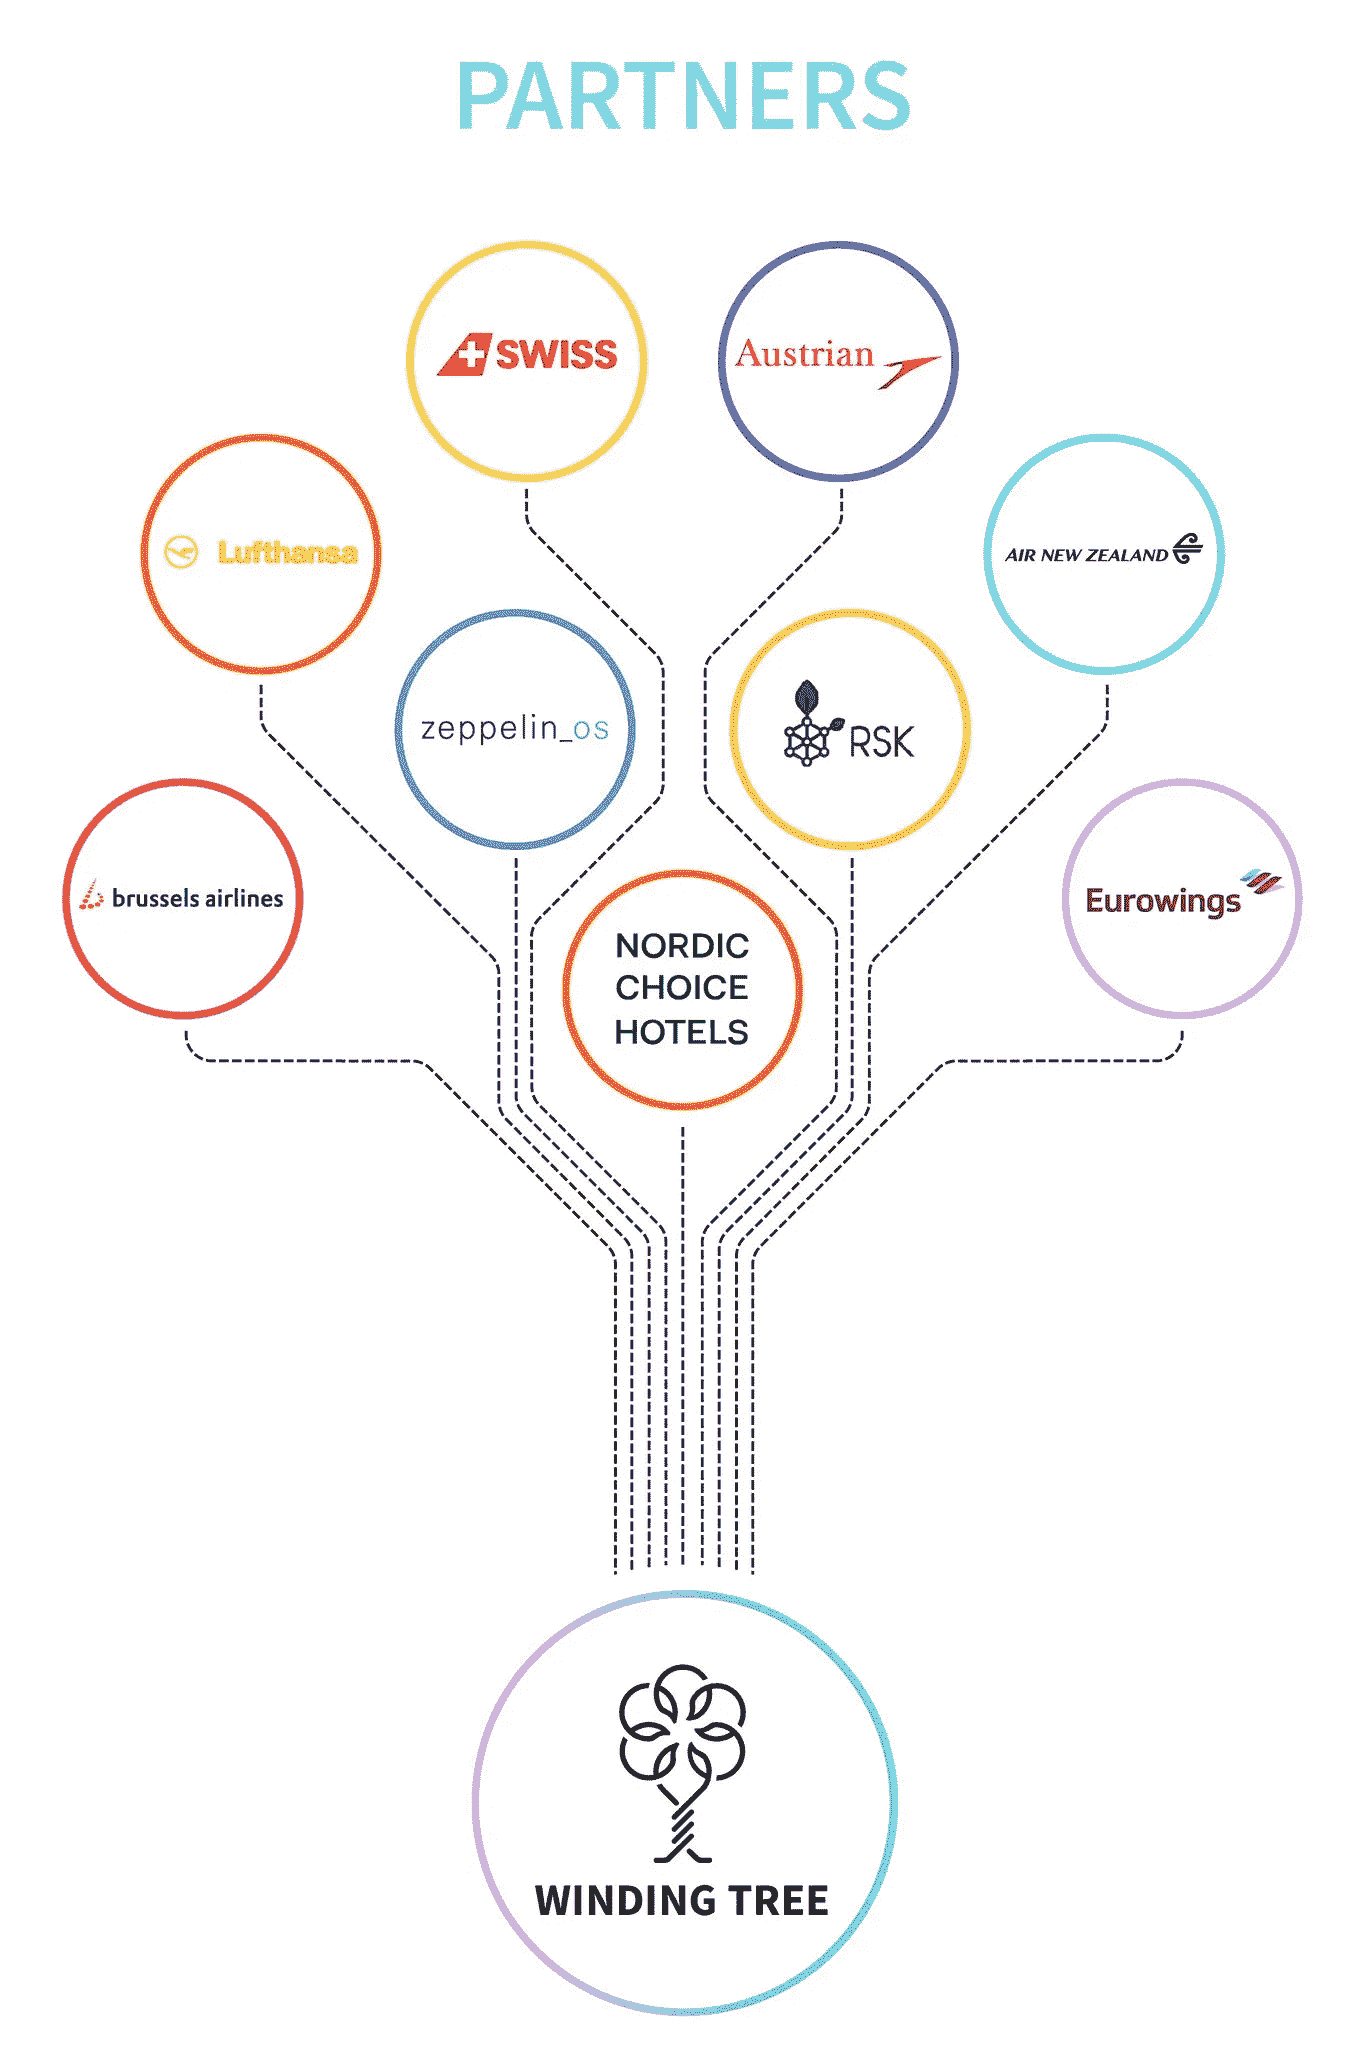 PARTNERS
SWISS
Austrian
Lufthansa
AIR NEW ZEALAND
zeppelin_os
RSK
brussels airlines
Eurowings
NORDIC
CHOICE
HOTELS
WINDING TREE